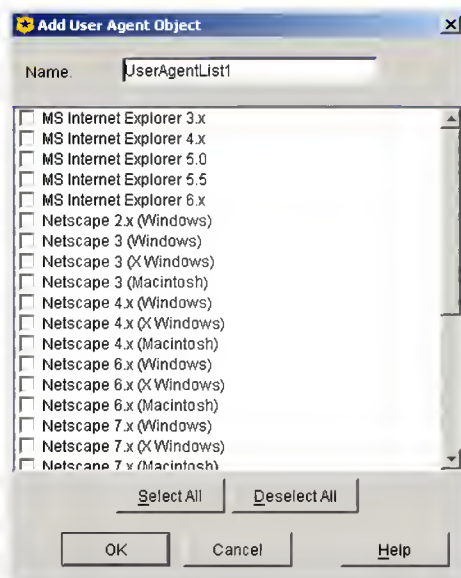 Add User Agent Object
Name. UserAgentList1
MS Internet Explorer 3.x
MS Internet Explorer 4.x
MS Internet Explorer 5.0
MS Internet Explorer 5.5
MS Internet Explorer 6.x
Netscape 2.x (Windows)
Netscape 3 (Windows)
Netscape 3 (X Windows)
Netscape 3 (Macintosh)
Netscape 4.x (Windows)
Netscape 4.x (X Windows)
Netscape 4.x (Macintosh)
Netscape 6.x (Windows)
Netscape 6.x (X Windows)
Netscape 6.x (Macintosh)
Netscape 7.x (Windows)
Netscape 7.x (X Windows)
Netscape 7.x (Macintosh)
Select All Deselect All
OK Cancel Help